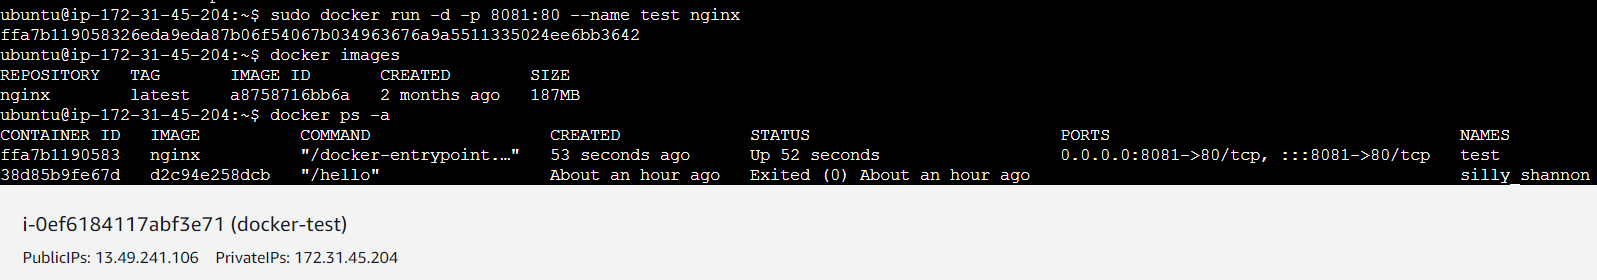 ubuntu@ip-172-31-45-204:~$ sudo docker run -d -p 8081:80 --name test nginx
ffa7b119058326eda9eda87b06f54067b034963676a9a5511335024ee6bb3642
ubuntu@ip-172-31-45-204:~$ docker images
REPOSITORY   TAG       IMAGE ID       CREATED        SIZE
nginx        latest    a8758716bb6a   2 months ago   187MB
ubuntu@ip-172-31-45-204:~$ docker ps -a
CONTAINER ID   IMAGE          COMMAND                  CREATED             STATUS                         PORTS                                   NAMES
ffa7b1190583   nginx          "/docker-entrypoint.…"   53 seconds ago      Up 52 seconds                  0.0.0.0:8081->80/tcp, :::8081->80/tcp   test
38d85b9fe67d   d2c94e258dcb   "/hello"                 About an hour ago   Exited (0) About an hour ago                                           silly_shannon
i-0ef6184117abf3e71 (docker-test)
PublicIPs: 13.49.241.106    PrivateIPs: 172.31.45.204